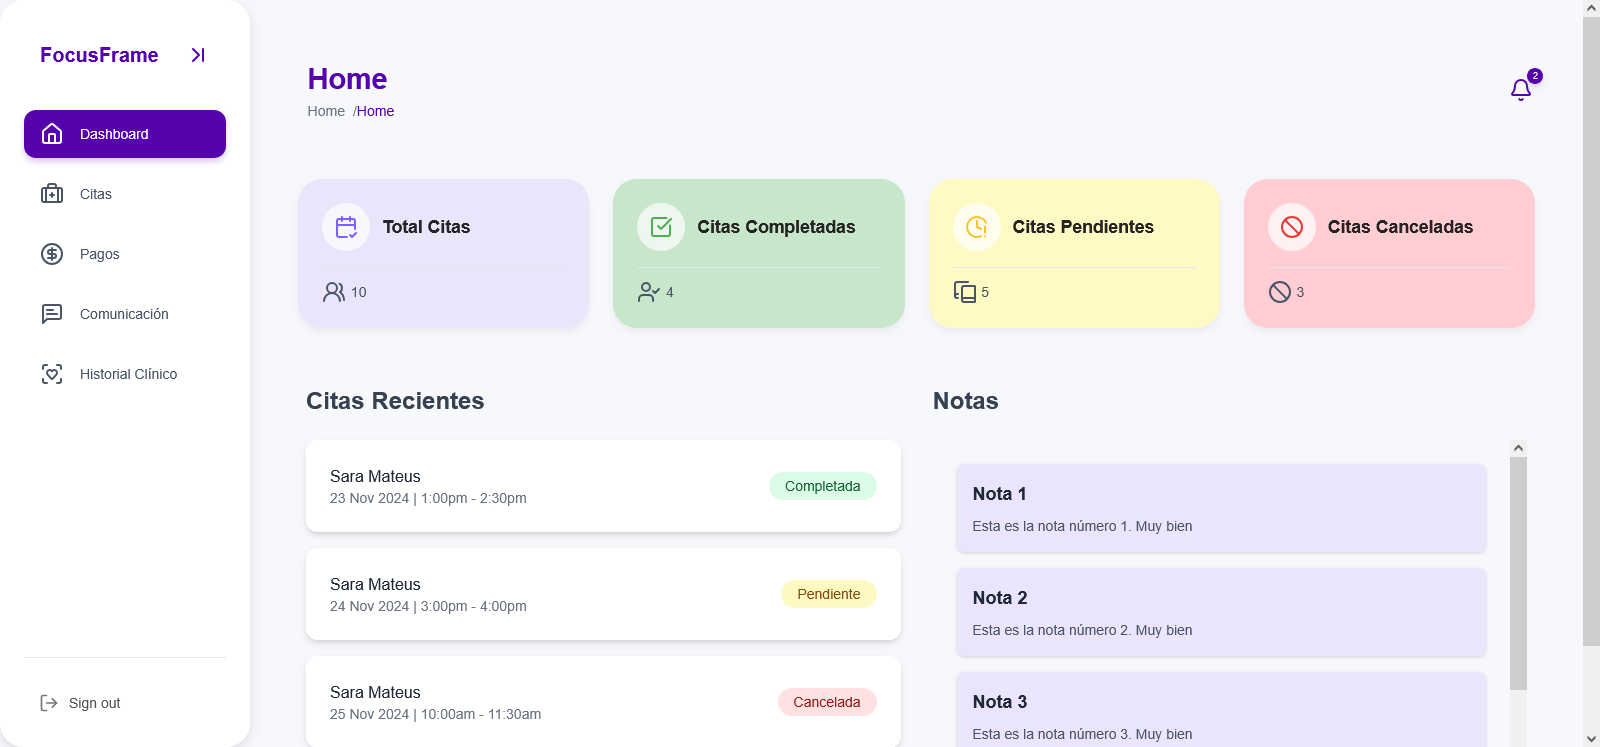 FocusFrame
Dashboard
Citas
Pagos
Comunicación
Historial Clínico
Sign out
Home
Home /Home
2
Total Citas
10
Citas Completadas
4
Citas Pendientes
5
Citas Canceladas
3
Citas Recientes
Sara Mateus
23 Nov 2024 | 1:00pm - 2:30pm
Completada
Sara Mateus
24 Nov 2024 | 3:00pm - 4:00pm
Pendiente
Sara Mateus
25 Nov 2024 | 10:00am - 11:30am
Cancelada
Notas
Nota 1
Esta es la nota número 1. Muy bien
Nota 2
Esta es la nota número 2. Muy bien
Nota 3
Esta es la nota número 3. Muy bien